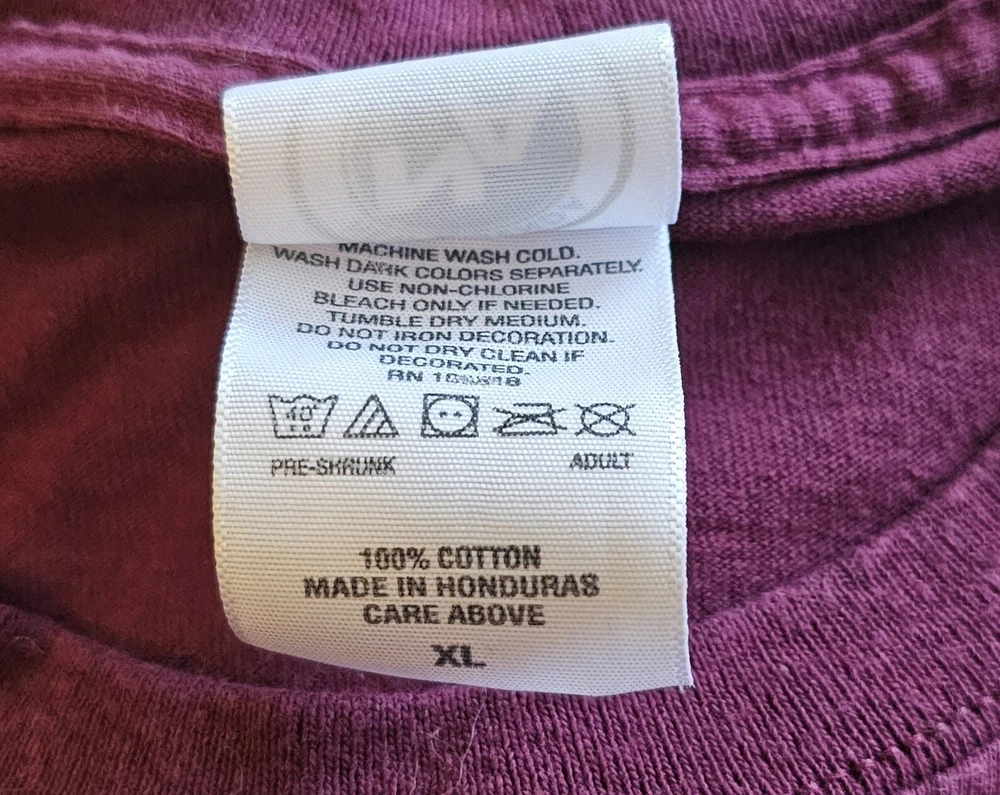 MACHINE WASH COLD.
WASH DARK COLORS SEPARATELY.
USE NON-CHLORINE
BLEACH ONLY IF NEEDED.
TUMBLE DRY MEDIUM.
DO NOT IRON DECORATION.
DO NOT DRY CLEAN IF
DECORATED.
RN
40°
PRE-SHRUNK ADULT
100% COTTON
MADE IN HONDURAS
CARE ABOVE
XL